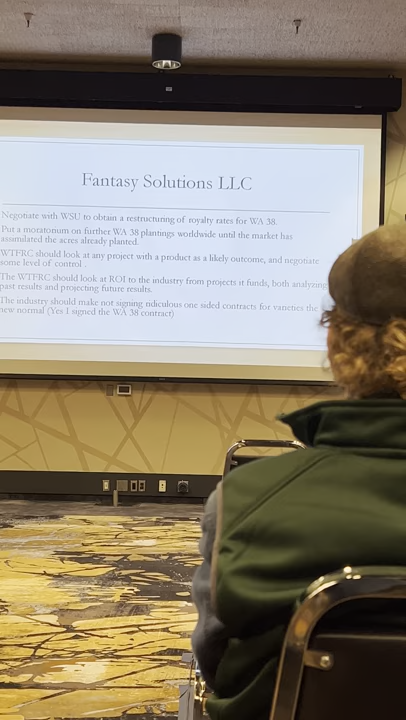 Fantasy Solutions LLC
Negotiate with WSU to obtain a restructuring of royalty rates for WA 38.
Put a moratorium on further WA 38 plantings worldwide until the market has
assimilated the acres already planted.
WTFRC should look at any project with a product as a likely outcome, and negotiate
some level of control.
The WTFRC should look at ROI to the industry from projects it funds, both analyzing
past results and projecting future results.
The industry should make not signing ridiculous one sided contracts for varieties the
new normal (Yes I signed the WA 38 contract)